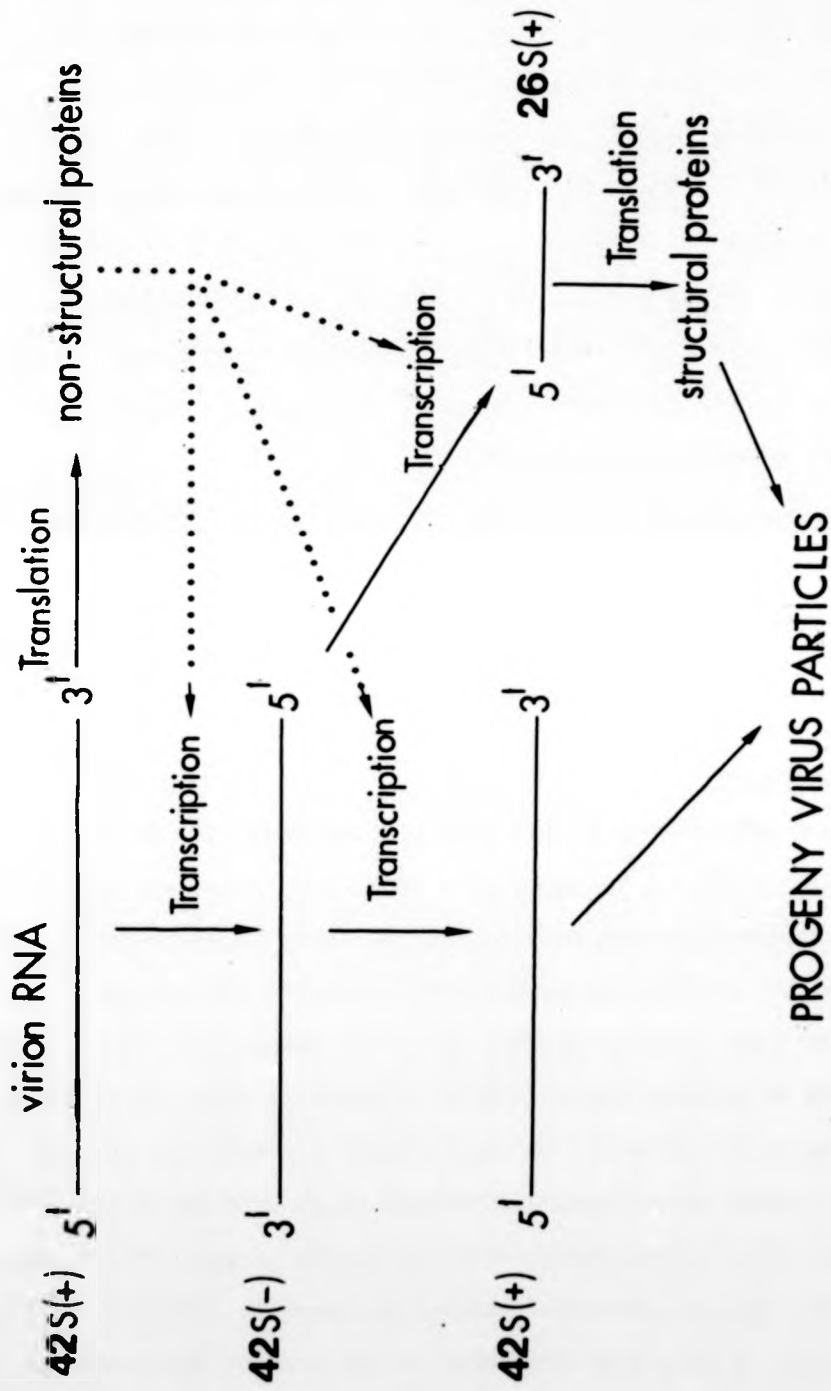 virion RNA
42S(+) 5' 3' Translation non-structural proteins
Transcription
42S(-) 3' 5'
Transcription
Transcription
42S(+) 5' 3'
5' 3' 26S(+)
Translation
structural proteins
PROGENY VIRUS PARTICLES